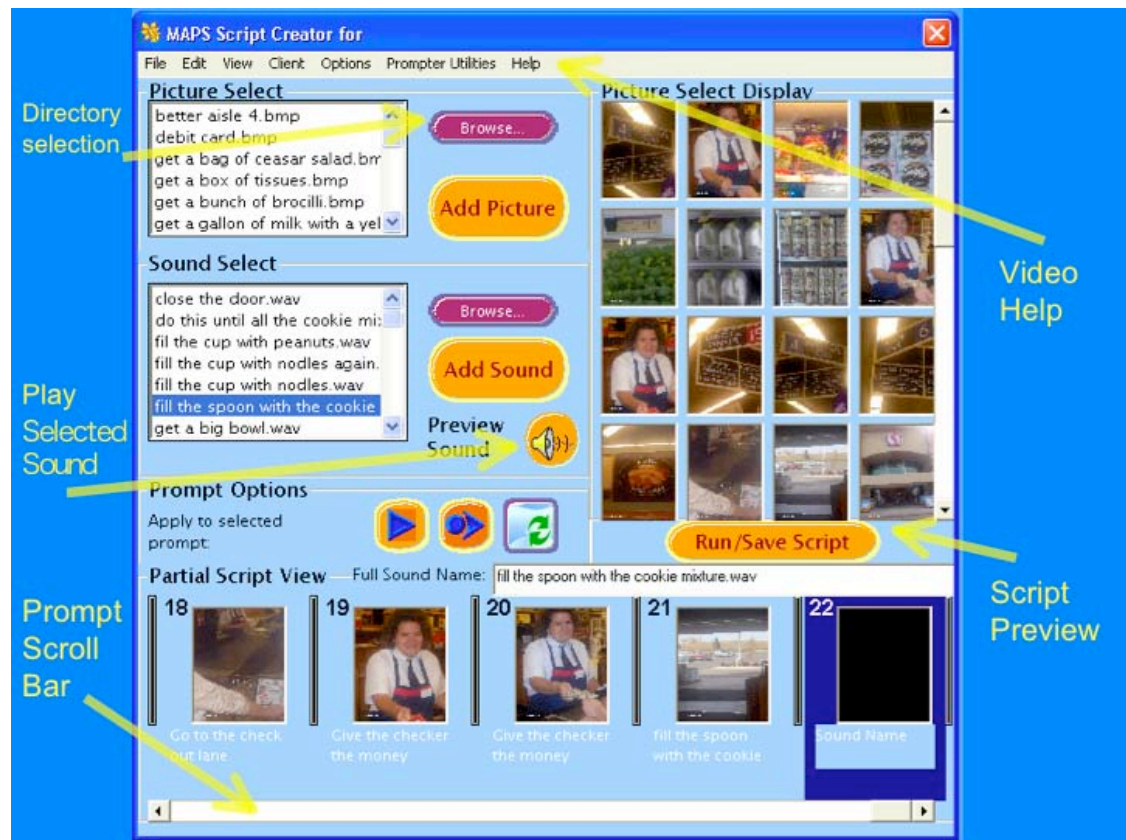 MAPS Script Creator for
File Edit View Client Options Prompter Utilities Help
Directory
selection
Picture Select
better aisle 4.bmp
debit card.bmp
get a bag of ceasar salad.bm
get a box of tissues.bmp
get a bunch of brocilli.bmp
get a gallon of milk with a yel
Browse...
Add Picture
Picture Select Display
Video
Help
Sound Select
close the door.wav
do this until all the cookie mix
fil the cup with peanuts.wav
fill the cup with nodles again.
fill the cup with nodles.wav
fill the spoon with the cookie
get a big bowl.wav
Browse...
Add Sound
Preview
Sound
Play
Selected
Sound
Prompt Options
Apply to selected
prompt:
Run/Save Script
Script
Preview
Partial Script View
Full Sound Name: fill the spoon with the cookie mixture.wav
Prompt
Scroll
Bar
18 19 20 21 22
Go to the check
out lane
Give the checker
the money
Give the checker
the money
fill the spoon
with the cookie
Sound Name